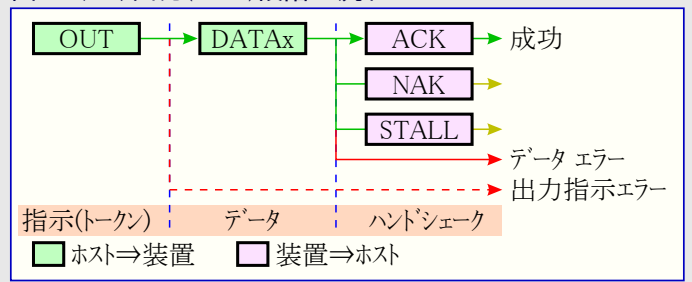 OUT DATAx ACK 成功
NAK
STALL
データ エラー
出力指示エラー
指示(トークン) データ ハンドシェーク
ホスト⇒装置 装置⇒ホスト